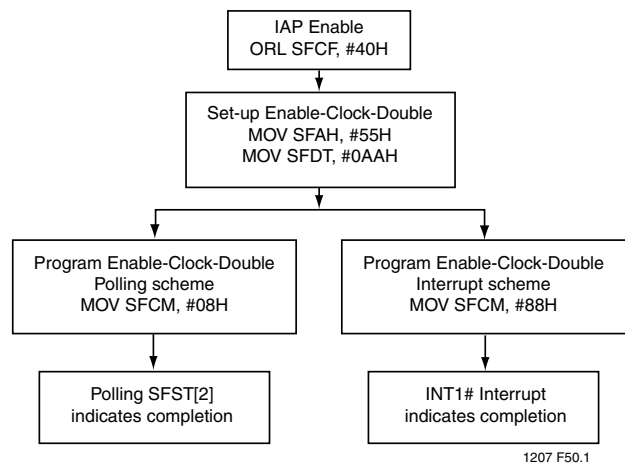 IAP Enable
ORL SFCF, #40H
Set-up Enable-Clock-Double
MOV SFAH, #55H
MOV SFDT, #0AAH
Program Enable-Clock-Double
Polling scheme
MOV SFCM, #08H
Program Enable-Clock-Double
Interrupt scheme
MOV SFCM, #88H
Polling SFST[2]
indicates completion
INT1# Interrupt
indicates completion
1207 F50.1